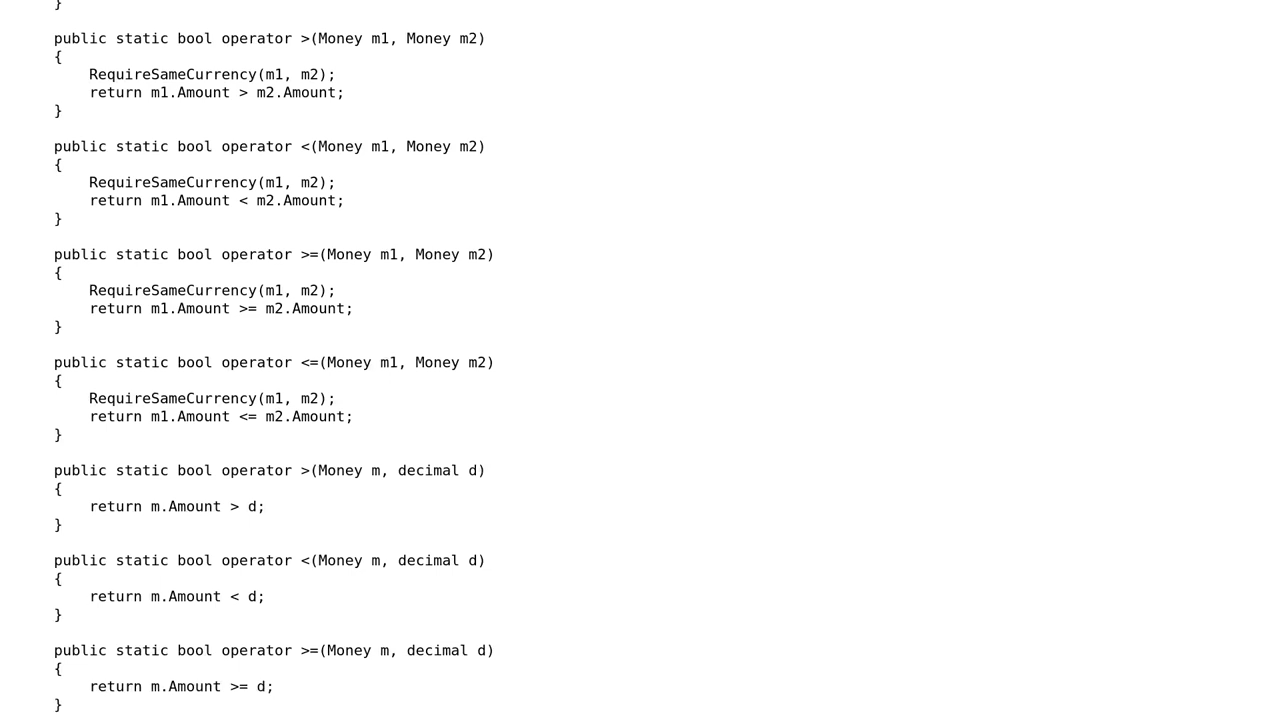 }
public static bool operator >(Money m1, Money m2)
{
RequireSameCurrency(m1, m2);
return m1.Amount > m2.Amount;
}
public static bool operator <(Money m1, Money m2)
{
RequireSameCurrency(m1, m2);
return m1.Amount < m2.Amount;
}
public static bool operator >=(Money m1, Money m2)
{
RequireSameCurrency(m1, m2);
return m1.Amount >= m2.Amount;
}
public static bool operator <=(Money m1, Money m2)
{
RequireSameCurrency(m1, m2);
return m1.Amount <= m2.Amount;
}
public static bool operator >(Money m, decimal d)
{
return m.Amount > d;
}
public static bool operator <(Money m, decimal d)
{
return m.Amount < d;
}
public static bool operator >=(Money m, decimal d)
{
return m.Amount >= d;
}